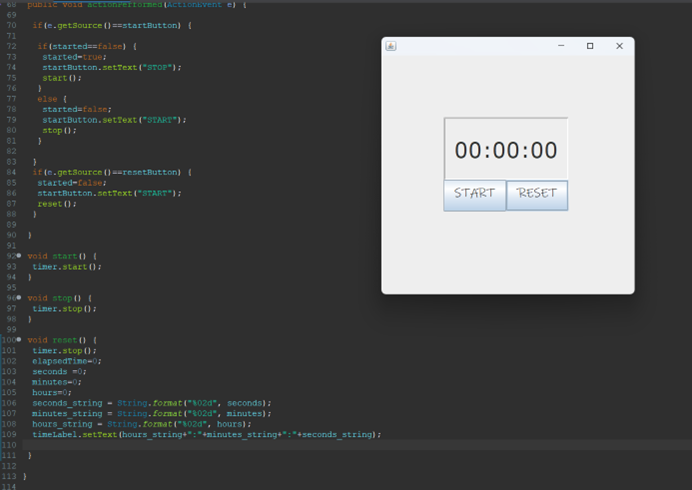 68 public void actionPerformed(ActionEvent e) {
69
70 if(e.getSource()==startButton) {
71
72 if(started==false) {
73 started=true;
74 startButton.setText("STOP");
75 start();
76 }
77 else {
78 started=false;
79 startButton.setText("START");
80 stop();
81 }
82
83 }
84 if(e.getSource()==resetButton) {
85 started=false;
86 startButton.setText("START");
87 reset();
88 }
89
90 }
91
92 void start() {
93 timer.start();
94 }
95
96 void stop() {
97 timer.stop();
98 }
99
100 void reset() {
101 timer.stop();
102 elapsedTime=0;
103 seconds =0;
104 minutes=0;
105 hours=0;
106 seconds_string = String.format("%02d", seconds);
107 minutes_string = String.format("%02d", minutes);
108 hours_string = String.format("%02d", hours);
109 timeLabel.setText(hours_string+":"+minutes_string+":"+seconds_string);
110
111 }
112
113 }
114
00:00:00
START RESET